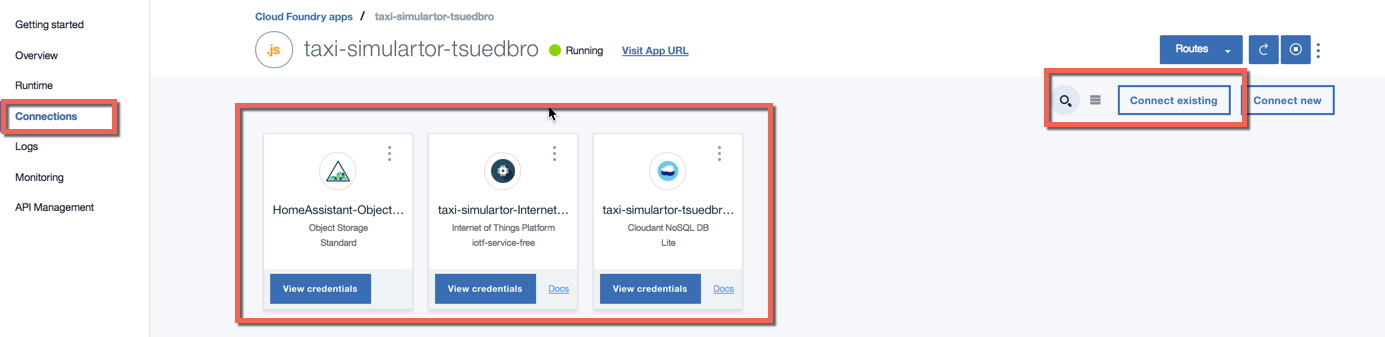 Getting started
Overview
Runtime
Connections
Logs
Monitoring
API Management
Cloud Foundry apps / taxi-simulartor-tsuedbro
.js taxi-simulartor-tsuedbro Running Visit App URL
Routes
Connect existing Connect new
HomeAssistant-Object...
Object Storage
Standard
View credentials
taxi-simulartor-Internet...
Internet of Things Platform
iotf-service-free
View credentials Docs
taxi-simulartor-tsuedbr...
Cloudant NoSQL DB
Lite
View credentials Docs